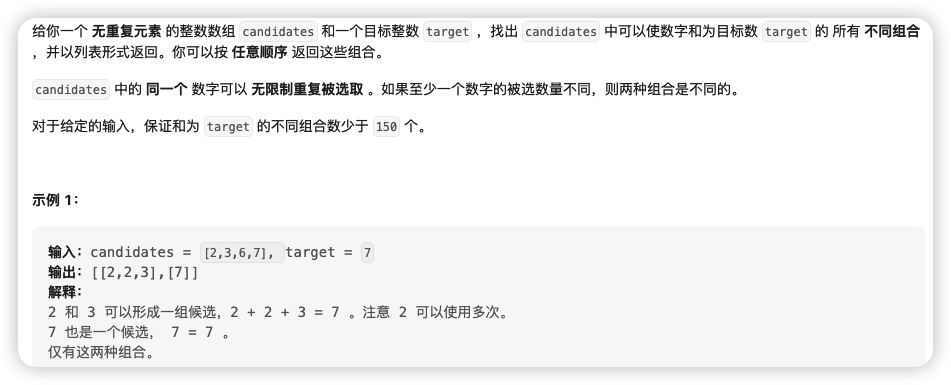 给你一个 无重复元素 的整数数组 candidates 和一个目标整数 target ，找出 candidates 中可以使数字和为目标数 target 的 所有 不同组合
，并以列表形式返回。你可以按 任意顺序 返回这些组合。
candidates 中的 同一个 数字可以 无限制重复被选取 。如果至少一个数字的被选数量不同，则两种组合是不同的。
对于给定的输入，保证和为 target 的不同组合数少于 150 个。
示例 1：
输入：candidates = [2,3,6,7], target = 7
输出：[[2,2,3],[7]]
解释：
2 和 3 可以形成一组候选，2 + 2 + 3 = 7 。注意 2 可以使用多次。
7 也是一个候选， 7 = 7 。
仅有这两种组合。